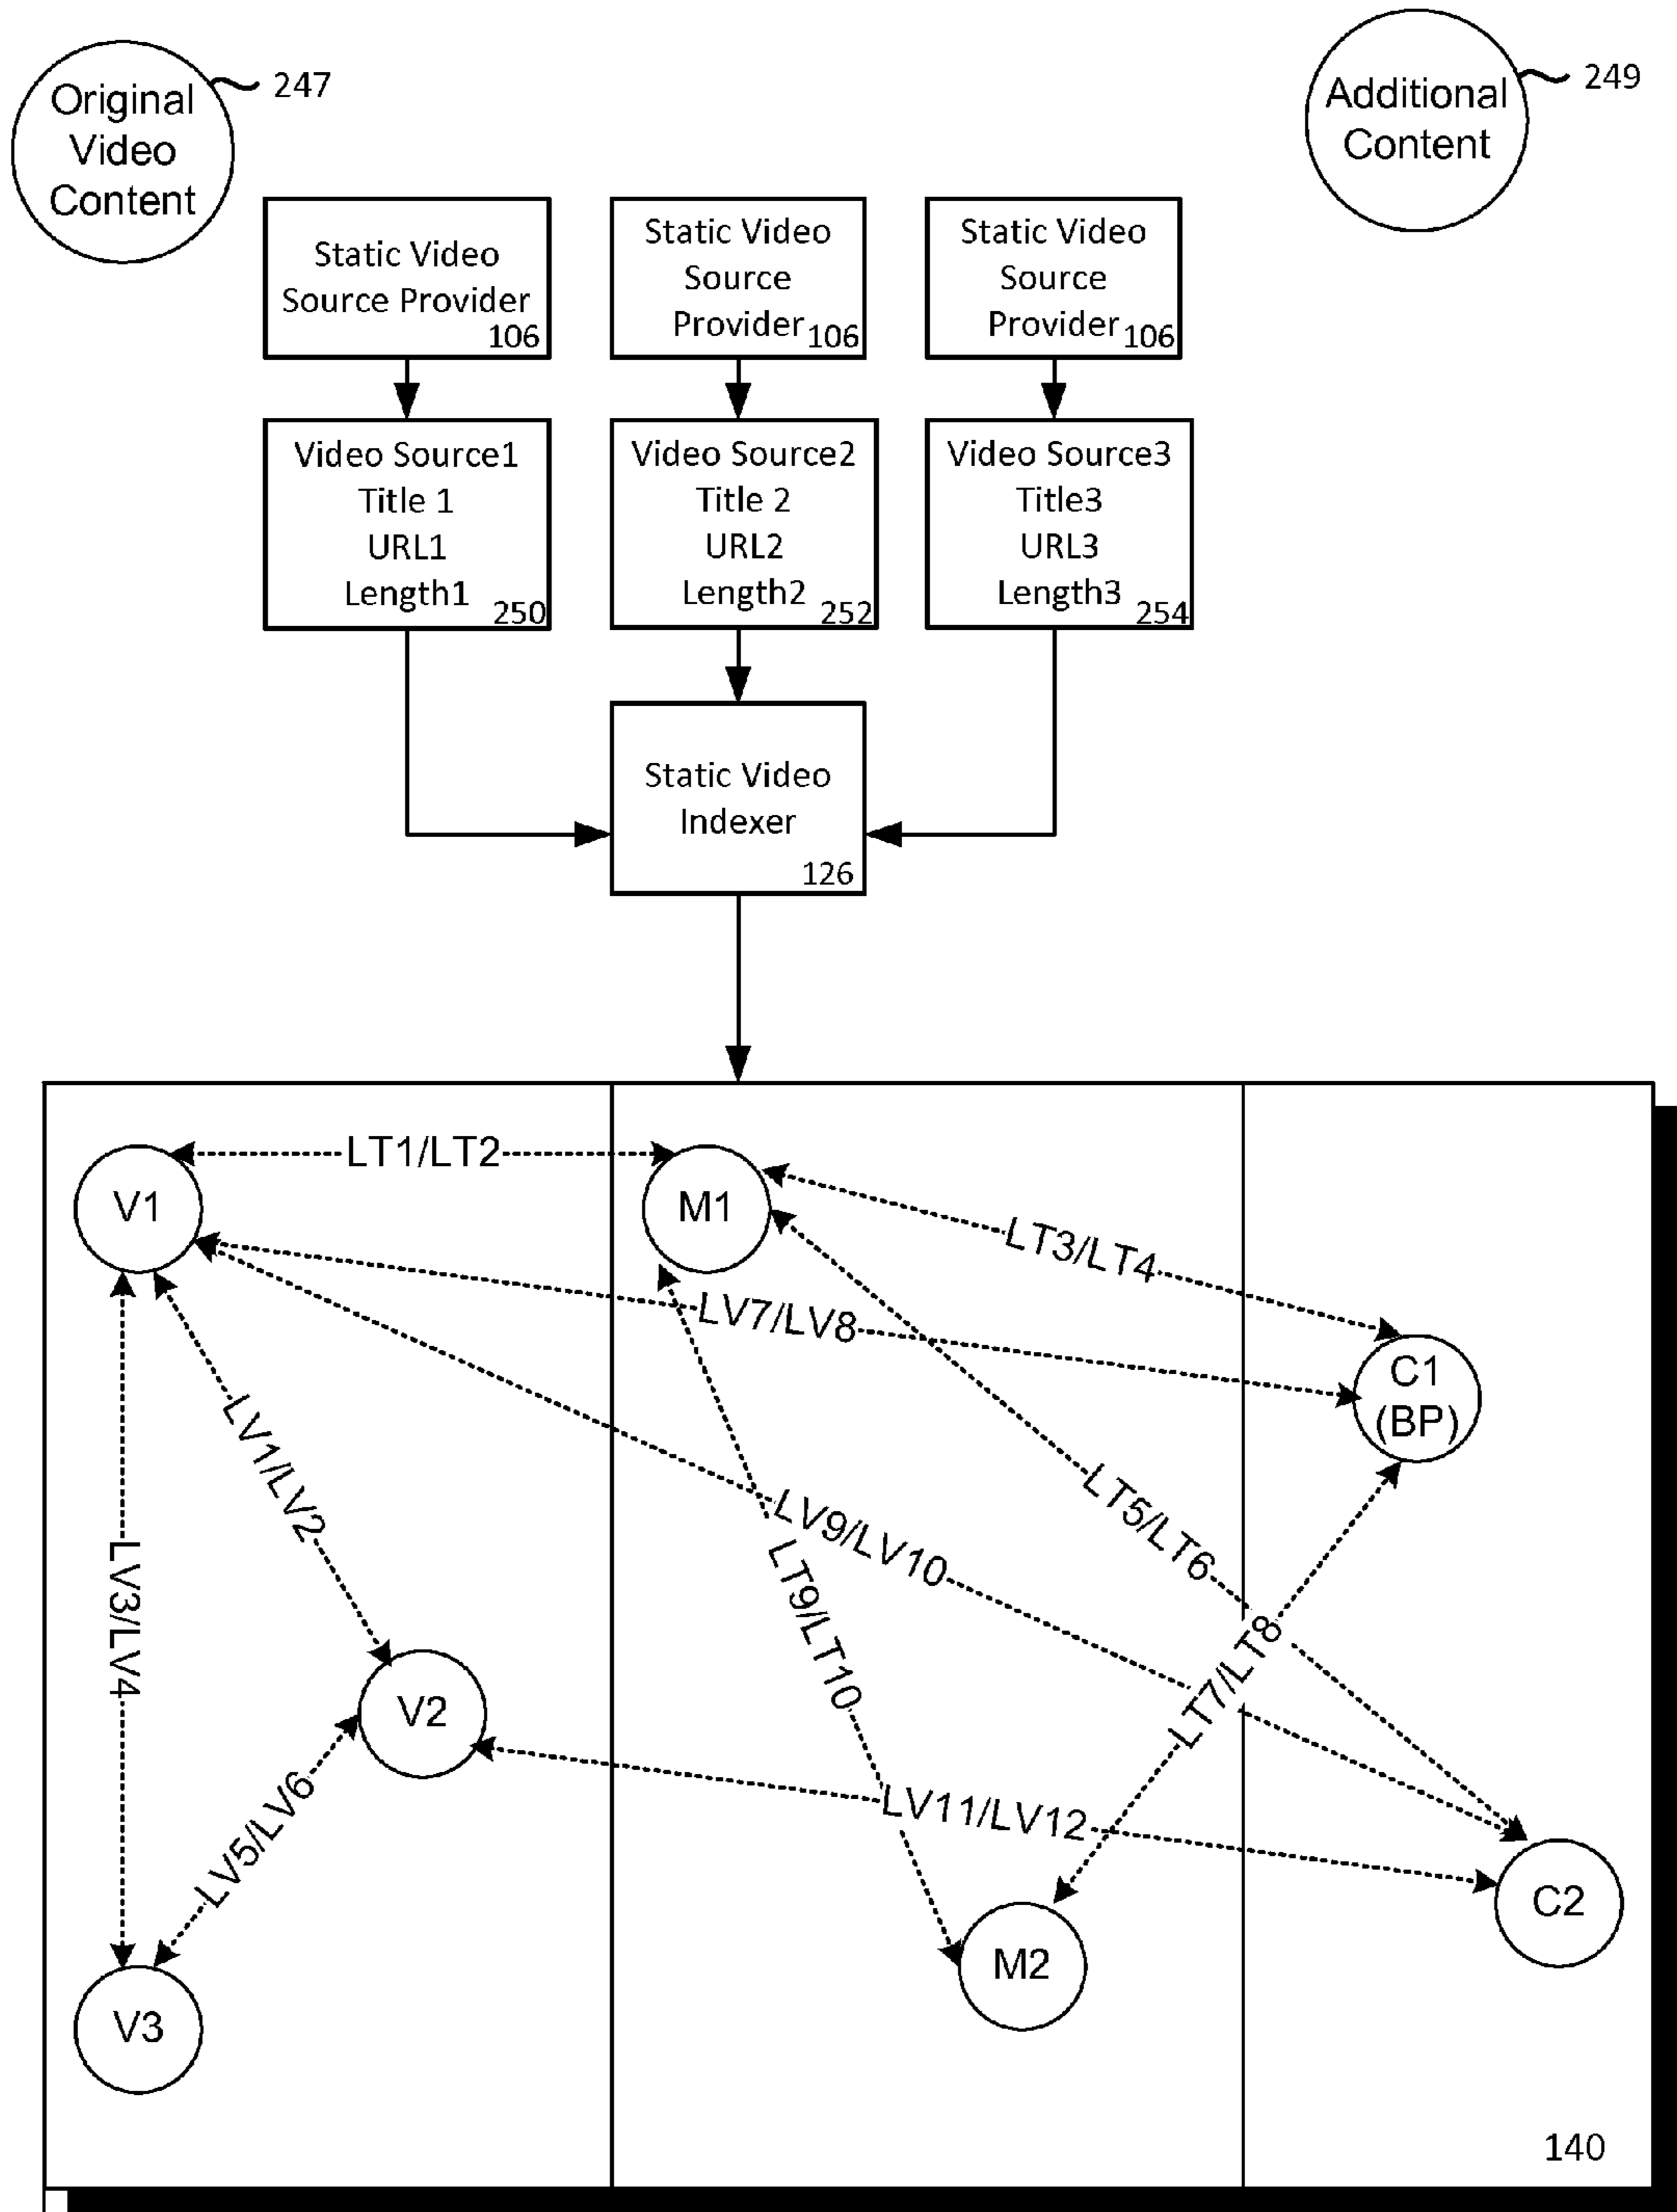 Original
Video
Content
247
Additional
Content
249
Static Video
Source Provider
106
Static Video
Source
Provider
106
Static Video
Source
Provider
106
Video Source1
Title 1
URL1
Length1
250
Video Source2
Title 2
URL2
Length2
252
Video Source3
Title3
URL3
Length3
254
Static Video
Indexer
126
V1
LT1/LT2
M1
LT3/LT4
LV7/LV8
C1
(BP)
LV1/LV2
LV9/LV10
LT5/LT6
LV3/LV4
LT9/LT10
LT7/LT8
V2
LV5/LV6
LV11/LV12
C2
M2
V3
140